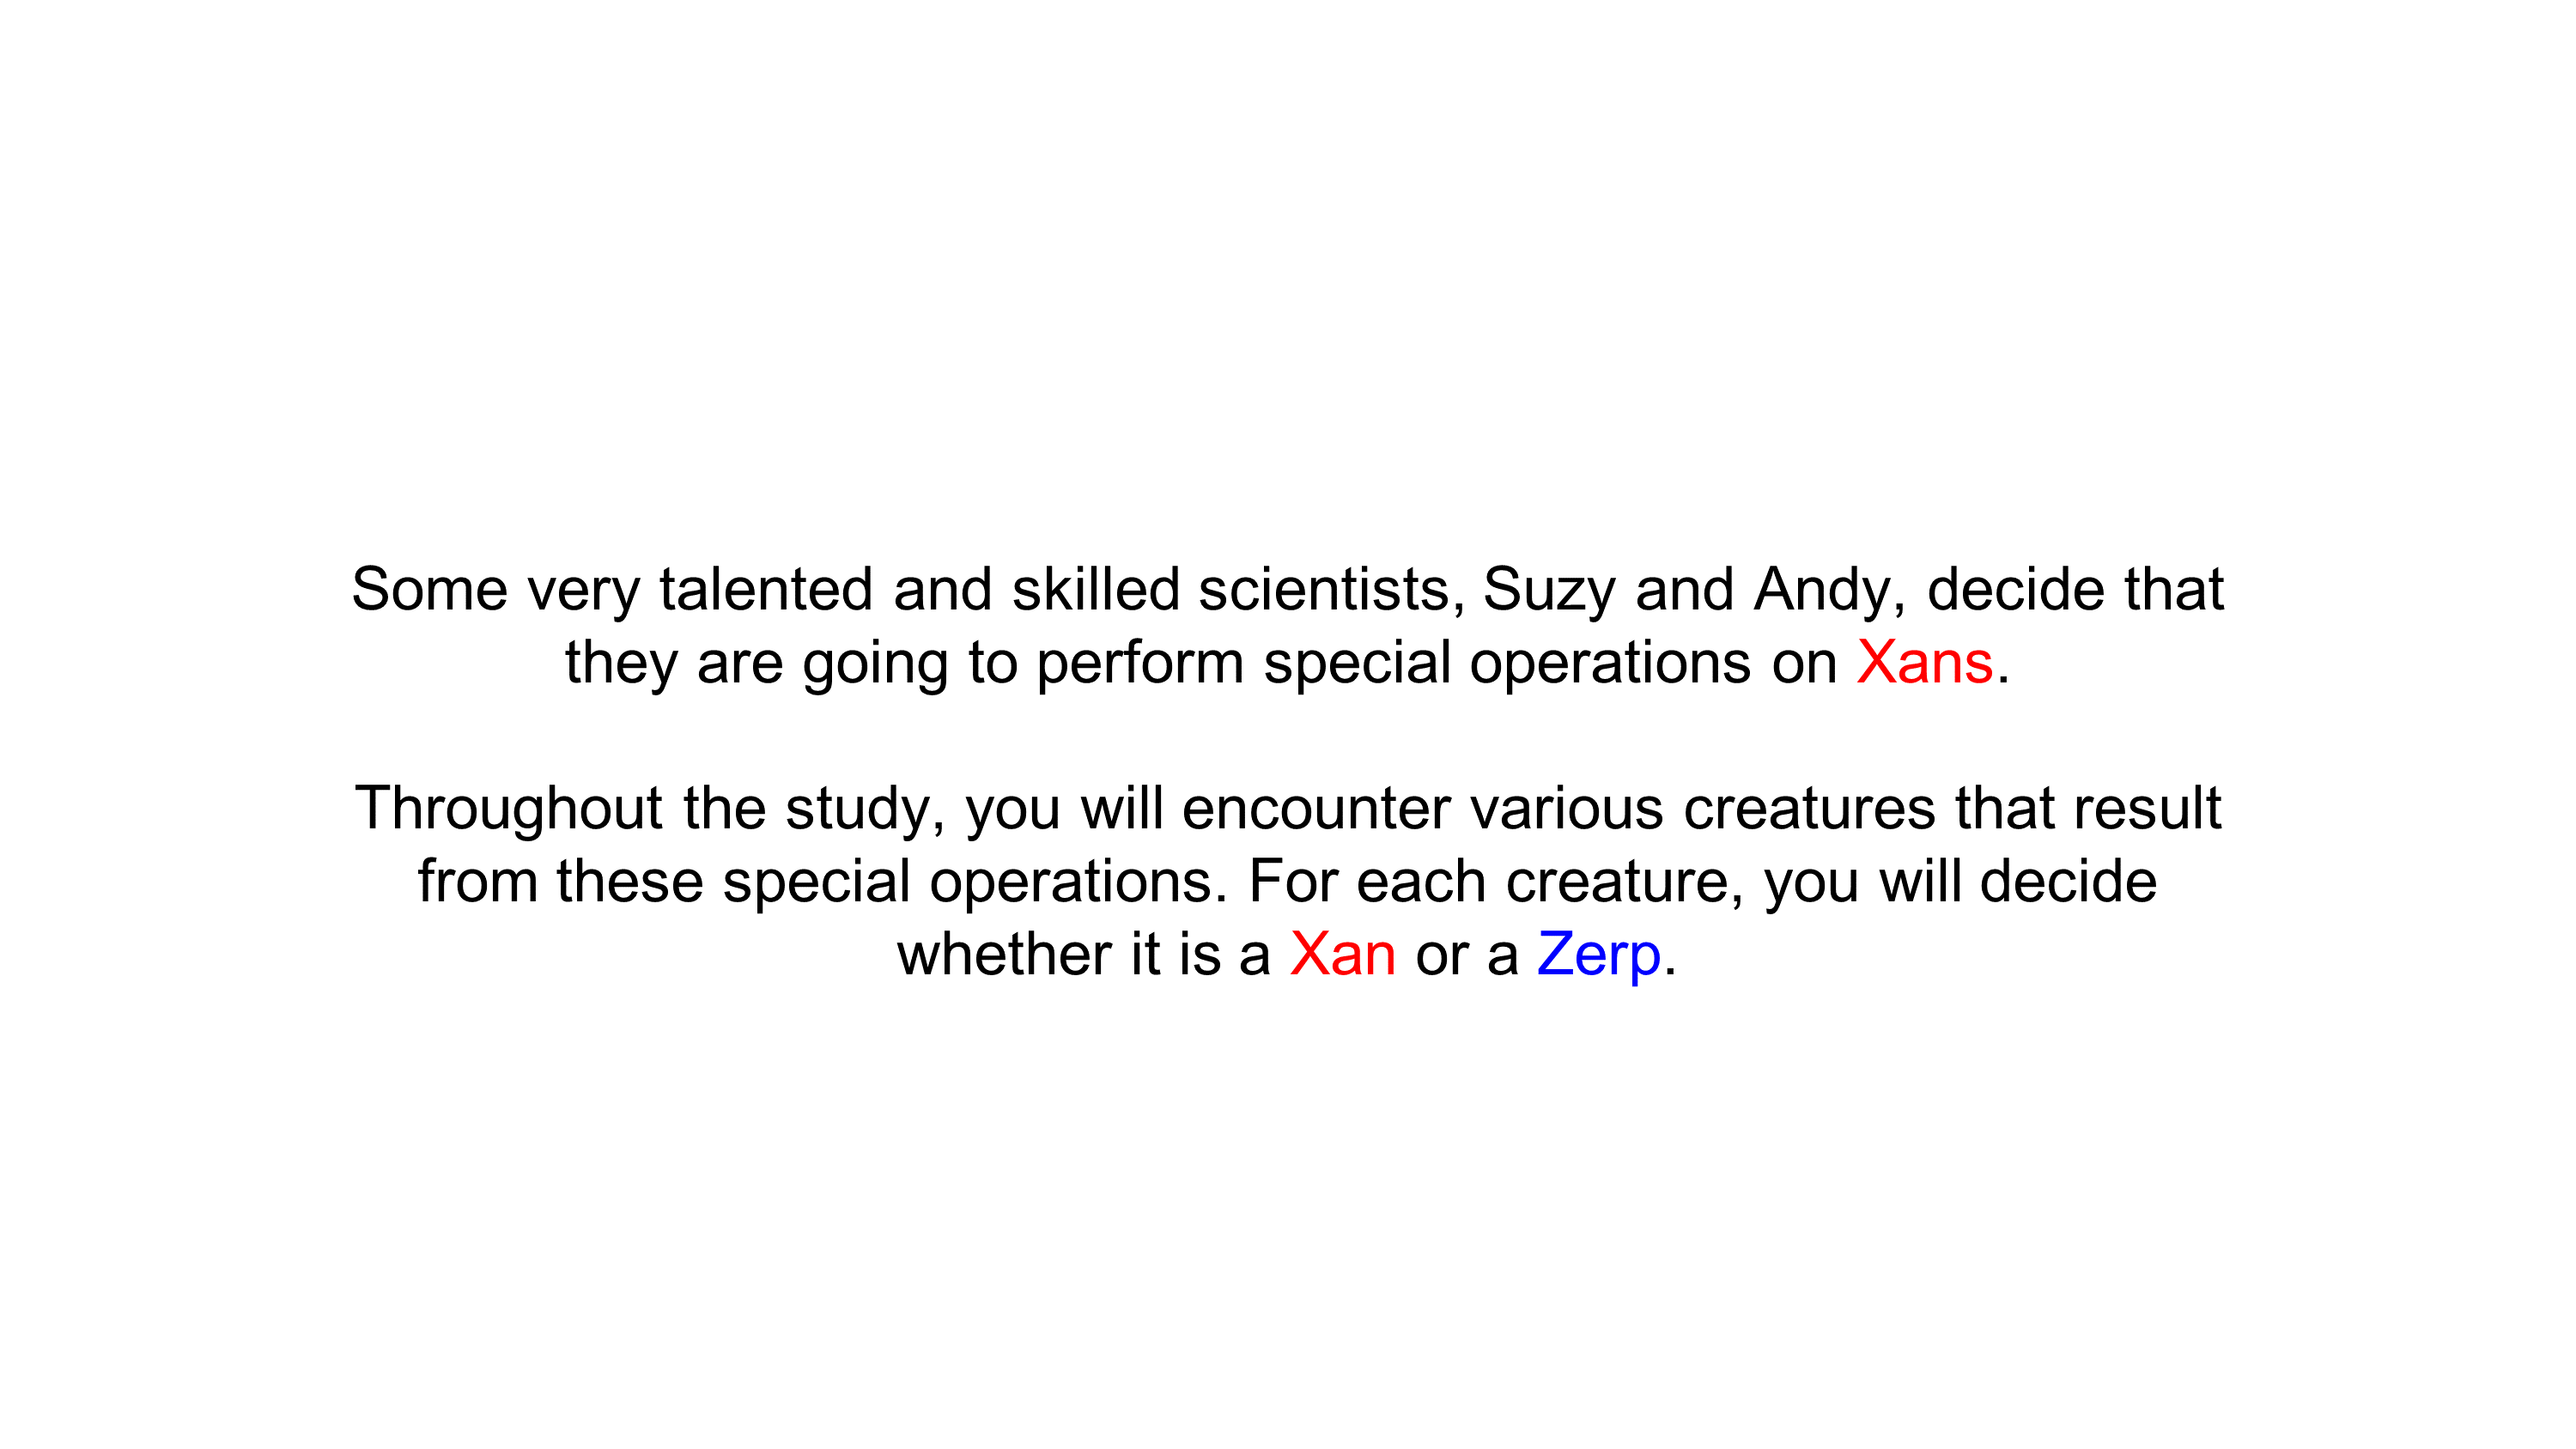 Some very talented and skilled scientists, Suzy and Andy, decide that
they are going to perform special operations on Xans.
Throughout the study, you will encounter various creatures that result
from these special operations. For each creature, you will decide
whether it is a Xan or a Zerp.